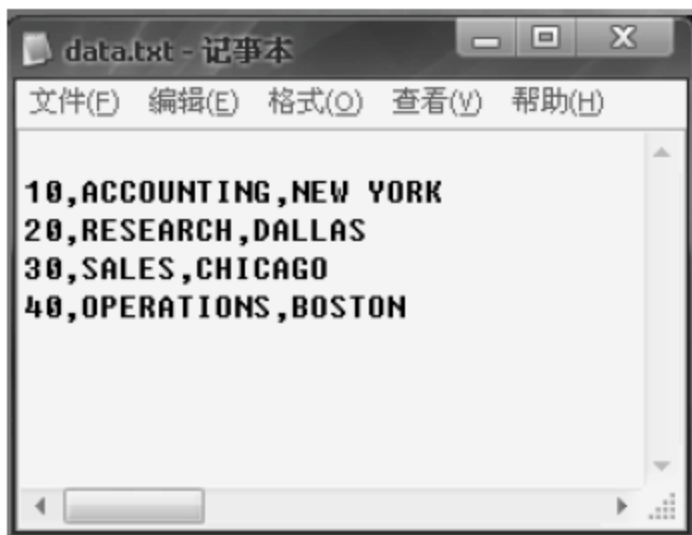 data.txt - 记事本
文件(F) 编辑(E) 格式(O) 查看(V) 帮助(H)
10,ACCOUNTING,NEW YORK
20,RESEARCH,DALLAS
30,SALES,CHICAGO
40,OPERATIONS,BOSTON